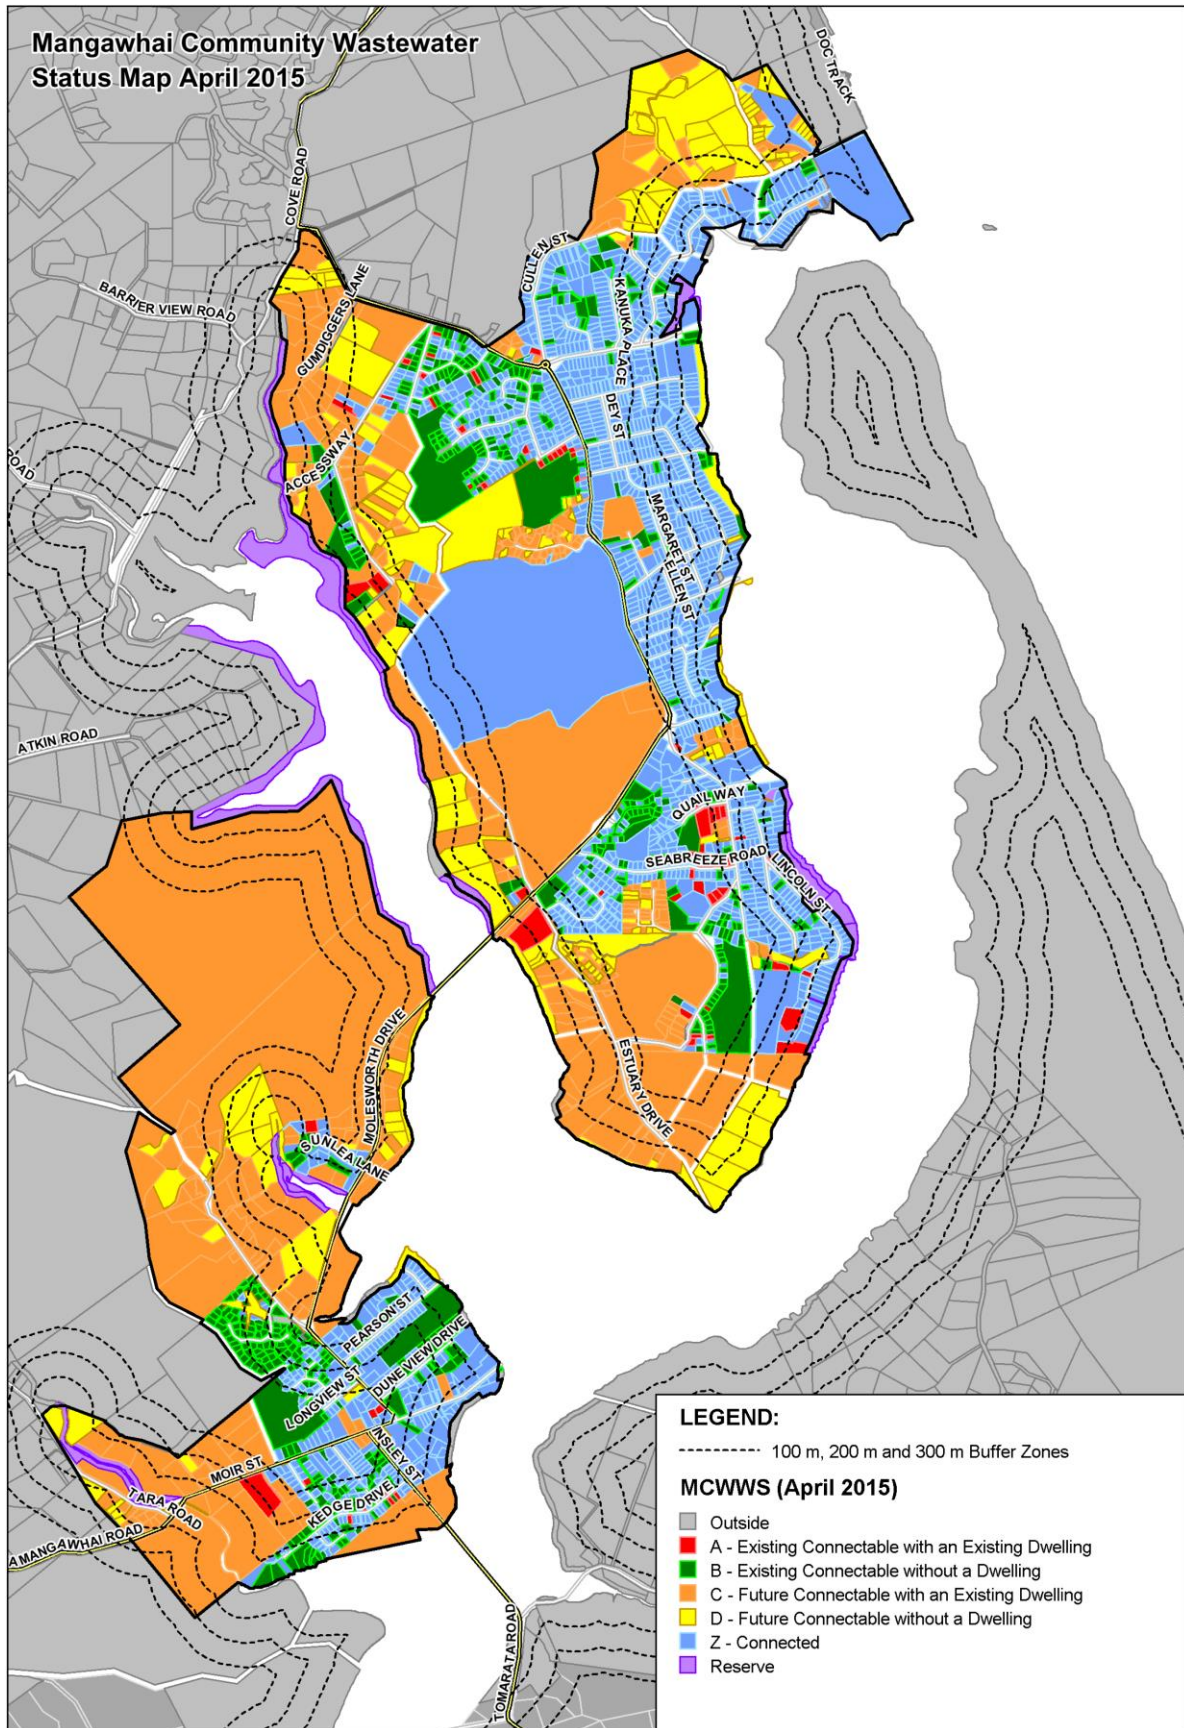 Mangawhai Community Wastewater
Status Map April 2015
DOC TRACK
COVE ROAD
CULLEN ST
BARRIER VIEW ROAD
GUMDIGGERS LANE
KANUKA PLACE
DEY ST
ACCESSWAY
ROAD
MARGARET ST
ELLEN ST
ATKIN ROAD
QUAIL WAY
SEABREEZE ROAD
LINCOLN ST
MOLESWORTH DRIVE
ESTUARY DRIVE
SUNLEA LANE
PEARSON ST
DUNEVIEW DRIVE
LONGVIEW ST
INSLEY ST
MOIR ST
KEDGE DRIVE
TARA ROAD
AMANGAWHAI ROAD
TOMARATA ROAD
LEGEND:
100 m, 200 m and 300 m Buffer Zones
MCWWS (April 2015)
Outside
A - Existing Connectable with an Existing Dwelling
B - Existing Connectable without a Dwelling
C - Future Connectable with an Existing Dwelling
D - Future Connectable without a Dwelling
Z - Connected
Reserve